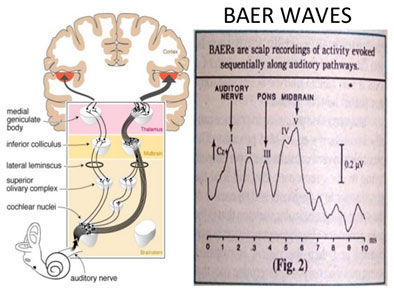 BAER WAVES
Cortex
medial
geniculate
body
Thalamus
inferior colliculus
Midbrain
lateral leminscus
superior
olivary complex
cochlear nuclei
Brainstem
auditory nerve
BAERs are scalp recordings of activity evoked
sequentially along auditory pathways.
AUDITORY
NERVE PONS MIDBRAIN
I II III IV V
0.2 µV
0 1 2 3 4 5 6 7 8 9 10
ms
(Fig. 2)